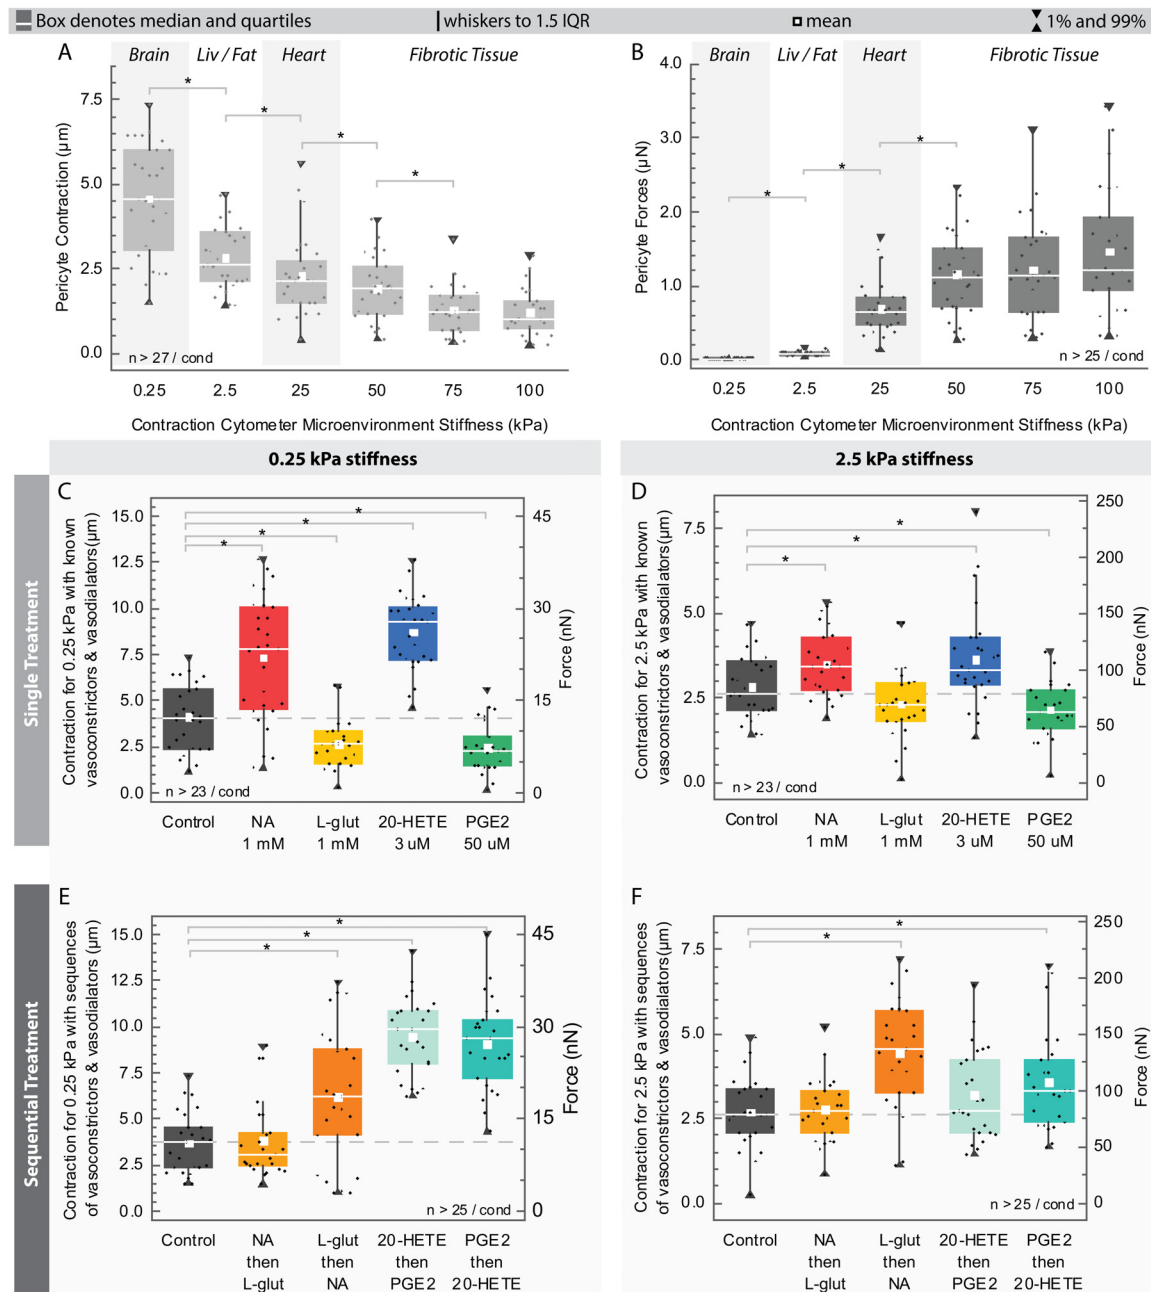 Box denotes median and quartiles whiskers to 1.5 IQR mean 1% and 99%
A Brain Liv / Fat Heart Fibrotic Tissue
Pericyte Contraction (µm)
7.5
5.0
2.5
0.0
* * * *
n > 27 / cond
0.25 2.5 25 50 75 100
Contraction Cytometer Microenvironment Stiffness (kPa)
B Brain Liv / Fat Heart Fibrotic Tissue
Pericyte Forces (µN)
4.0
3.0
2.0
1.0
0.0
* * *
n > 25 / cond
0.25 2.5 25 50 75 100
Contraction Cytometer Microenvironment Stiffness (kPa)
0.25 kPa stiffness
2.5 kPa stiffness
Single Treatment
C
Contraction for 0.25 kPa with known
vasoconstrictors & vasodialators(µm)
15.0
12.5
10.0
7.5
5.0
2.5
0.0
* * * *
45
30
15
0
Force (nN)
n > 23 / cond
Control NA L-glut 20-HETE PGE2
1 mM 1 mM 3 uM 50 uM
D
Contraction for 2.5 kPa with known
vasoconstrictors & vasodialators(µm)
7.5
5.0
2.5
0.0
* * *
250
200
150
100
50
0
Force (nN)
n > 23 / cond
Control NA L-glut 20-HETE PGE2
1 mM 1 mM 3 uM 50 uM
Sequential Treatment
E
Contraction for 0.25 kPa with sequences
of vasoconstrictors & vasodialators (µm)
15.0
12.5
10.0
7.5
5.0
2.5
0.0
* * *
45
30
15
0
Force (nN)
n > 25 / cond
Control NA L-glut 20-HETE PGE2
then then then then
L-glut NA PGE2 20-HETE
F
Contraction for 2.5 kPa with sequences
of vasoconstrictors & vasodialators(µm)
7.5
5.0
2.5
0.0
* *
250
200
150
100
50
0
Force (nN)
n > 25 / cond
Control NA L-glut 20-HETE PGE2
then then then then
L-glut NA PGE2 20-HETE